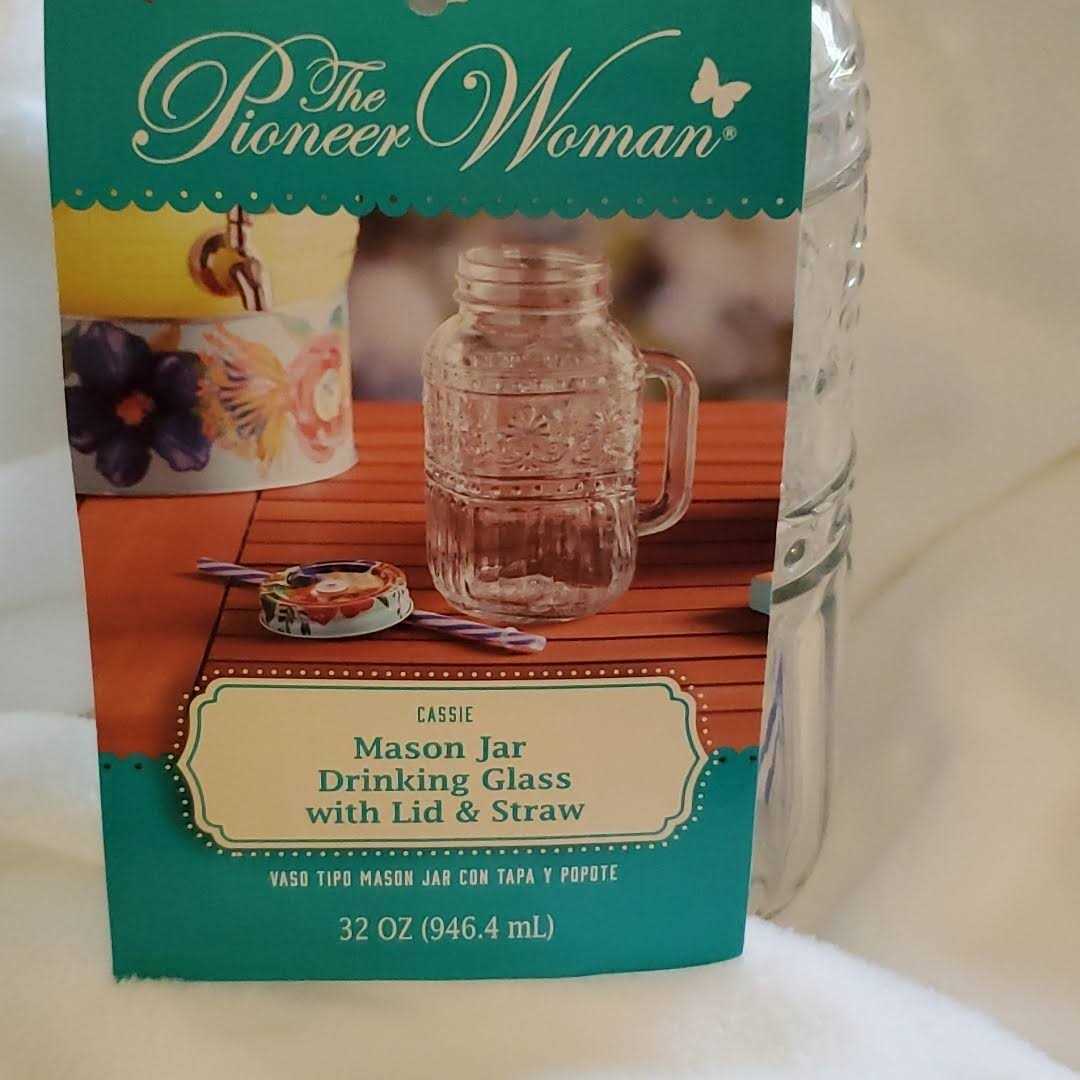 The
Pioneer Woman®
CASSIE
Mason Jar
Drinking Glass
with Lid & Straw
VASO TIPO MASON JAR CON TAPA Y POPOTE
32 OZ (946.4 mL)